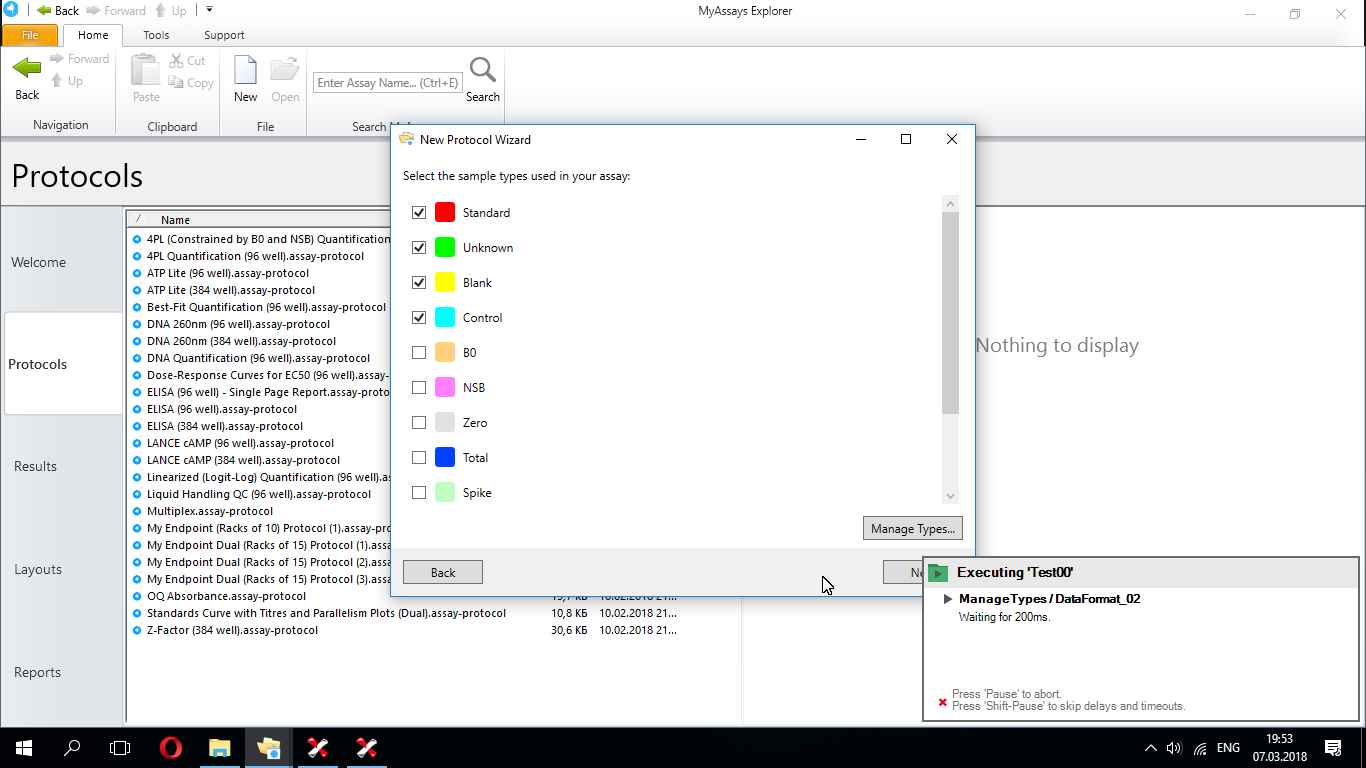 Back Forward Up MyAssays Explorer
File Home Tools Support
Back Forward Up Navigation
Paste Cut Copy Clipboard
New Open File
Enter Assay Name... (Ctrl+E) Search
Protocols
Welcome
Protocols
Results
Layouts
Reports
Name
4PL (Constrained by B0 and NSB) Quantification
4PL Quantification (96 well).assay-protocol
ATP Lite (96 well).assay-protocol
ATP Lite (384 well).assay-protocol
Best-Fit Quantification (96 well).assay-protocol
DNA 260nm (96 well).assay-protocol
DNA 260nm (384 well).assay-protocol
DNA Quantification (96 well).assay-protocol
Dose-Response Curves for EC50 (96 well).assay-
ELISA (96 well) - Single Page Report.assay-proto
ELISA (96 well).assay-protocol
ELISA (384 well).assay-protocol
LANCE cAMP (96 well).assay-protocol
LANCE cAMP (384 well).assay-protocol
Linearized (Logit-Log) Quantification (96 well).as
Liquid Handling QC (96 well).assay-protocol
Multiplex.assay-protocol
My Endpoint (Racks of 10) Protocol (1).assay-pro
My Endpoint Dual (Racks of 15) Protocol (1).assa
My Endpoint Dual (Racks of 15) Protocol (2).assa
My Endpoint Dual (Racks of 15) Protocol (3).assa
OQ Absorbance.assay-protocol
Standards Curve with Titres and Parallelism Plots (Dual).assay-protocol 10,8 КБ 10.02.2018 21...
Z-Factor (384 well).assay-protocol 30,6 КБ 10.02.2018 21...
Nothing to display
New Protocol Wizard
Select the sample types used in your assay:
Standard
Unknown
Blank
Control
B0
NSB
Zero
Total
Spike
Manage Types...
Back
Executing 'Test00'
ManageTypes / DataFormat_02
Waiting for 200ms.
Press 'Pause' to abort.
Press 'Shift-Pause' to skip delays and timeouts.
ENG 19:53
07.03.2018